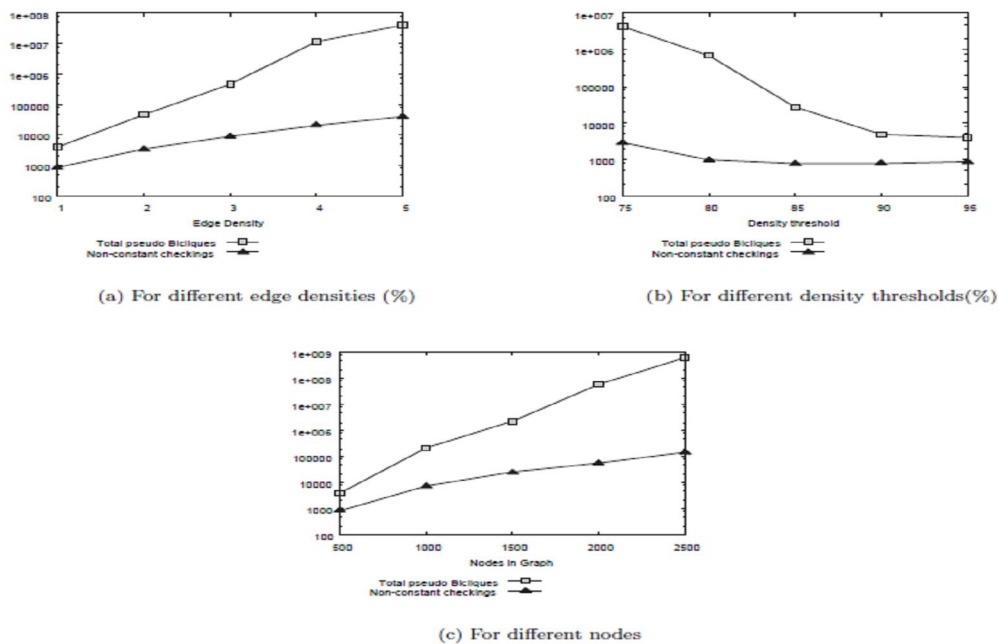 1e+008
1e+007
1e+006
100000
10000
1000
100
1 2 3 4 5
Edge Density
Total pseudo Bicliques
Non-constant checkings
(a) For different edge densities (%)
1e+007
1e+006
100000
10000
1000
100
75 80 85 90 95
Density threshold
Total pseudo Bicliques
Non-constant checkings
(b) For different density thresholds(%)
1e+009
1e+008
1e+007
1e+006
100000
10000
1000
100
500 1000 1500 2000 2500
Nodes in Graph
Total pseudo Bicliques
Non-constant checkings
(c) For different nodes